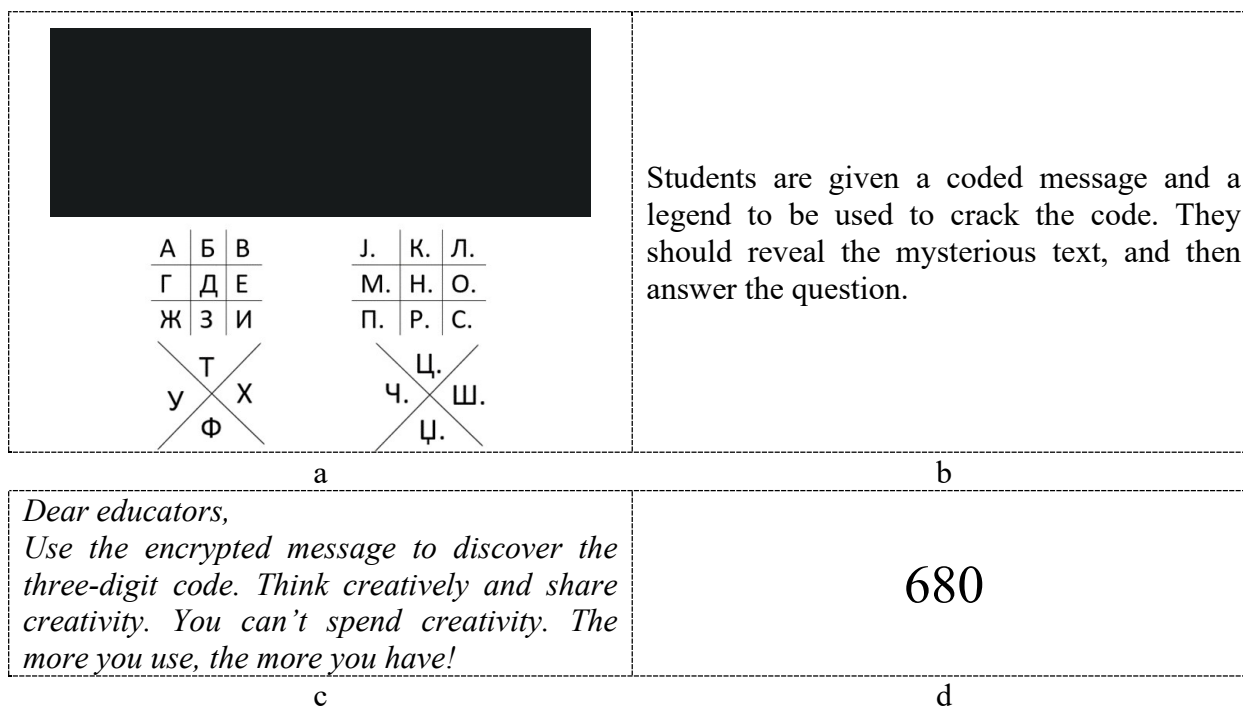 А Б В J. К. Л.
Г Д Е М. Н. О.
Ж З И П. Р. С.
Т Ц.
У Х Ч. Ш.
Ф Џ.
Students are given a coded message and a
legend to be used to crack the code. They
should reveal the mysterious text, and then
answer the question.
a b
Dear educators,
Use the encrypted message to discover the
three-digit code. Think creatively and share
creativity. You can’t spend creativity. The
more you use, the more you have!
680
c d